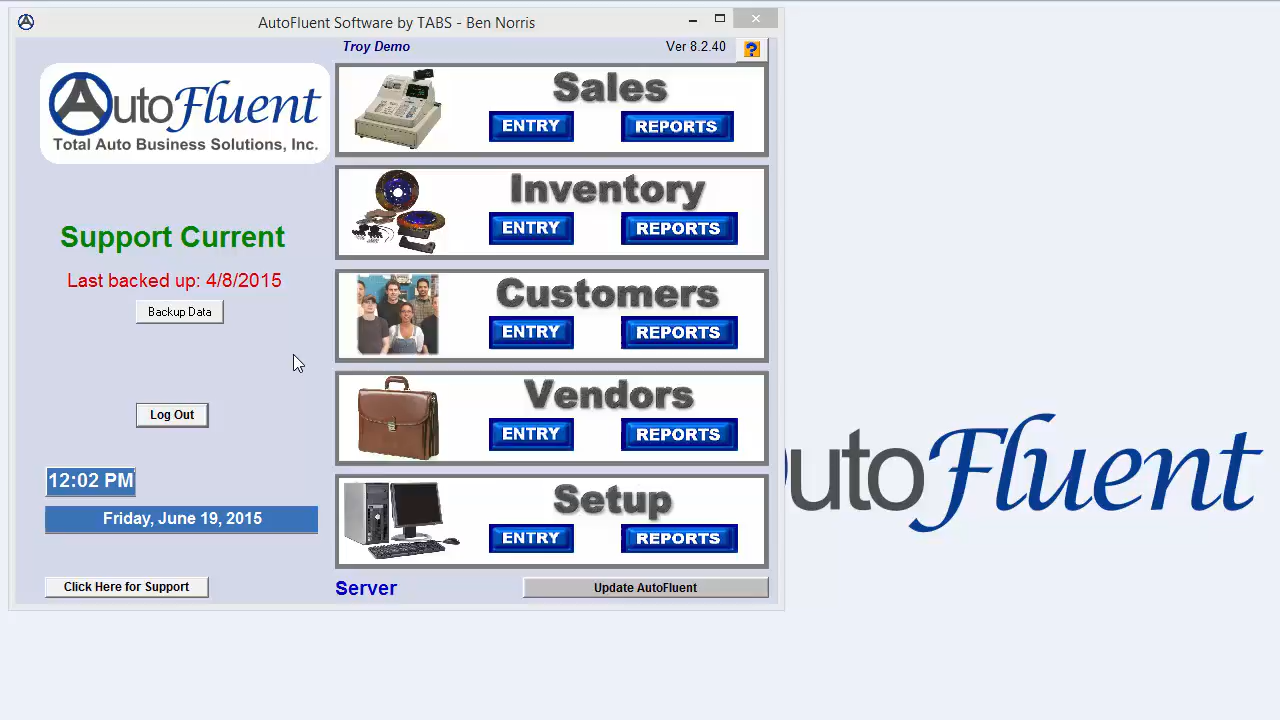 AutoFluent Software by TABS - Ben Norris
Troy Demo
Ver 8.2.40
?
AutoFluent
Total Auto Business Solutions, Inc.
Support Current
Last backed up: 4/8/2015
Backup Data
Log Out
12:02 PM
Friday, June 19, 2015
Click Here for Support
Sales
ENTRY REPORTS
Inventory
ENTRY REPORTS
Customers
ENTRY REPORTS
Vendors
ENTRY REPORTS
Setup
ENTRY REPORTS
Server
Update AutoFluent
utoFluent